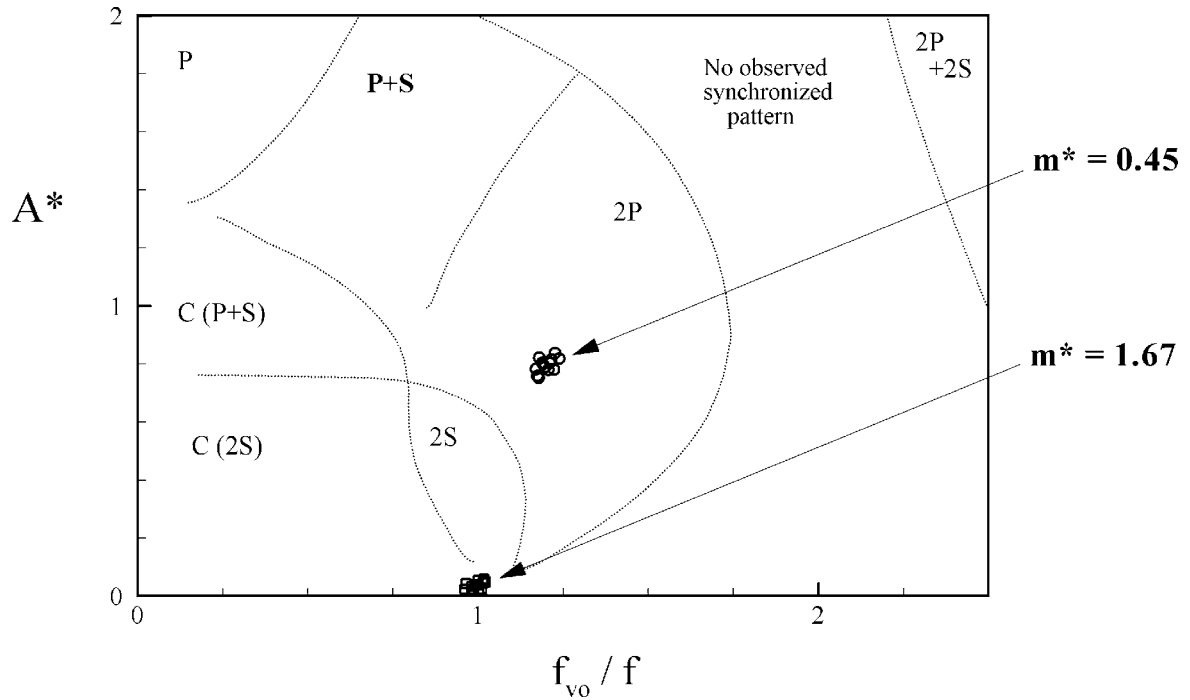 2
P
P+S
No observed
synchronized
pattern
2P
+2S
m* = 0.45
A*
2P
1
C (P+S)
m* = 1.67
C (2S)
2S
0
0
1
2
f_vo / f